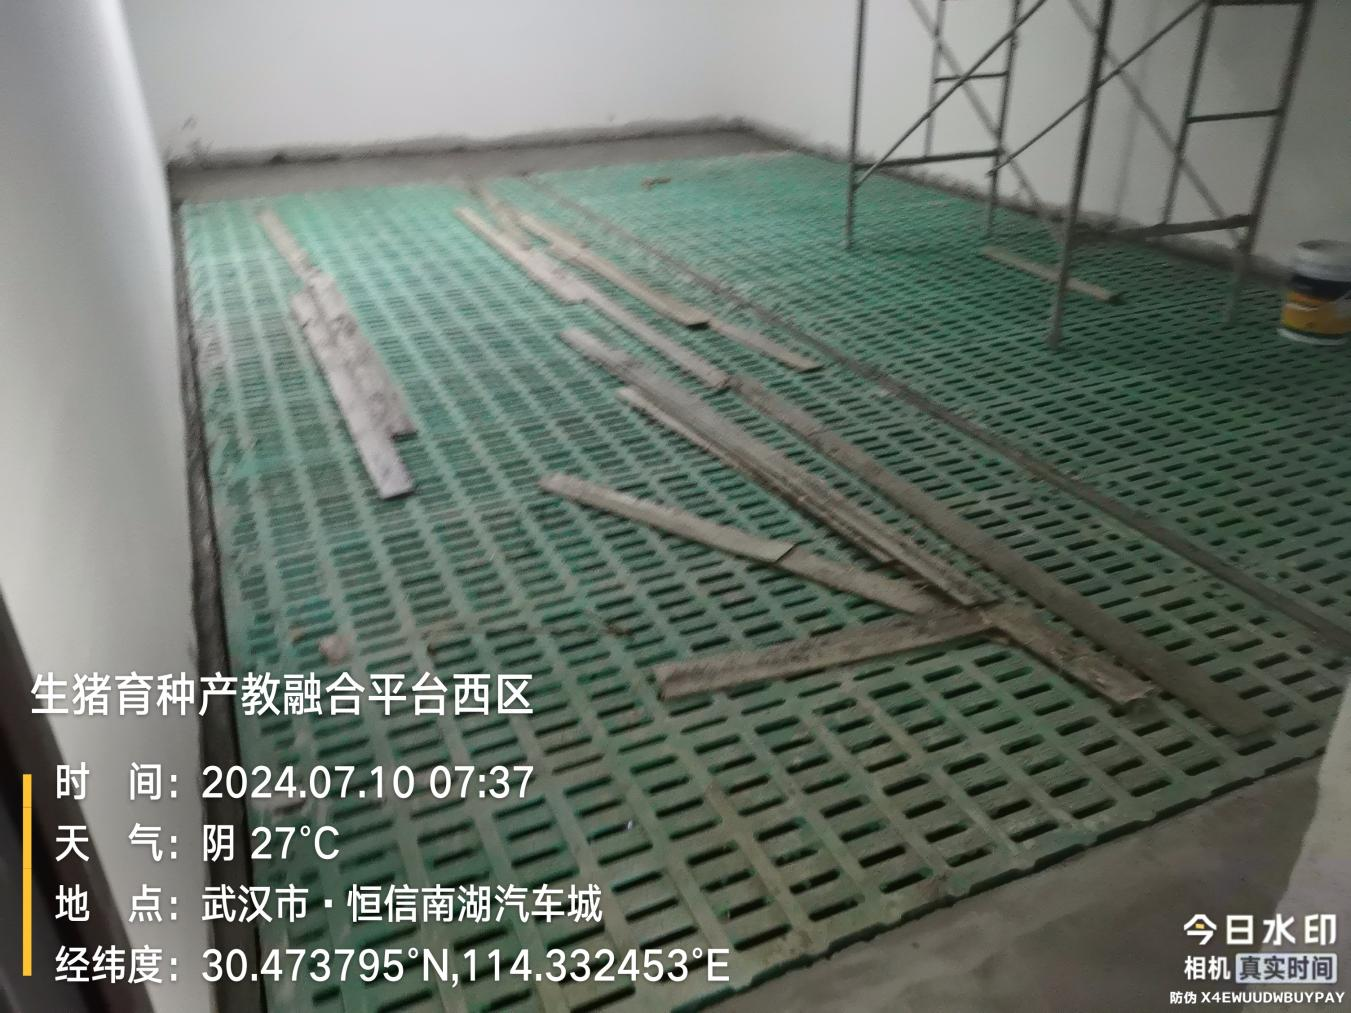 生猪育种产教融合平台西区
时 间：2024.07.10 07:37
天 气：阴 27°C
地 点：武汉市·恒信南湖汽车城
经纬度：30.473795°N,114.332453°E
今日水印
相机 真实时间
防伪 X4EWUUDWBUYPAY